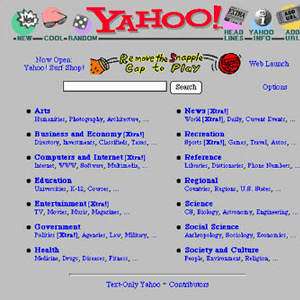 YAHOO!
NEW COOL RANDOM
HEAD LINES YAHOO INFO ADD URL
Now Open: Yahoo! Surf Shop!
Remove the Snapple Cap to Play
Web Launch
Search Options
Arts
Humanities, Photography, Architecture, ...
Business and Economy [Xtra!]
Directory, Investments, Classifieds, Taxes, ...
Computers and Internet [Xtra!]
Internet, WWW, Software, Multimedia, ...
Education
Universities, K-12, Courses, ...
Entertainment [Xtra!]
TV, Movies, Music, Magazines, ...
Government
Politics [Xtra!], Agencies, Law, Military, ...
Health
Medicine, Drugs, Diseases, Fitness, ...
News [Xtra!]
World [Xtra!], Daily, Current Events, ...
Recreation
Sports [Xtra!], Games, Travel, Autos, ...
Reference
Libraries, Dictionaries, Phone Numbers, ...
Regional
Countries, Regions, U.S. States, ...
Science
CS, Biology, Astronomy, Engineering, ...
Social Science
Anthropology, Sociology, Economics, ...
Society and Culture
People, Environment, Religion, ...
Text-Only Yahoo - Contributors